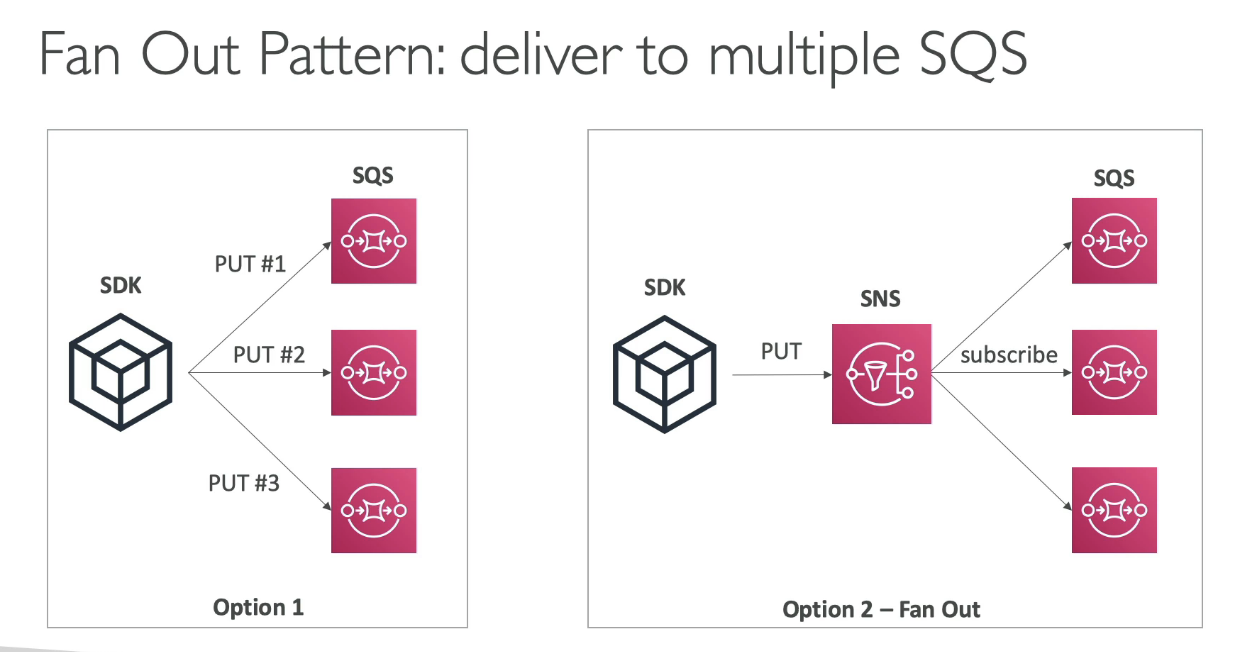 Fan Out Pattern: deliver to multiple SQS
SQS
PUT #1
SDK
PUT #2
PUT #3
Option 1
SQS
SDK
SNS
PUT
subscribe
Option 2 – Fan Out